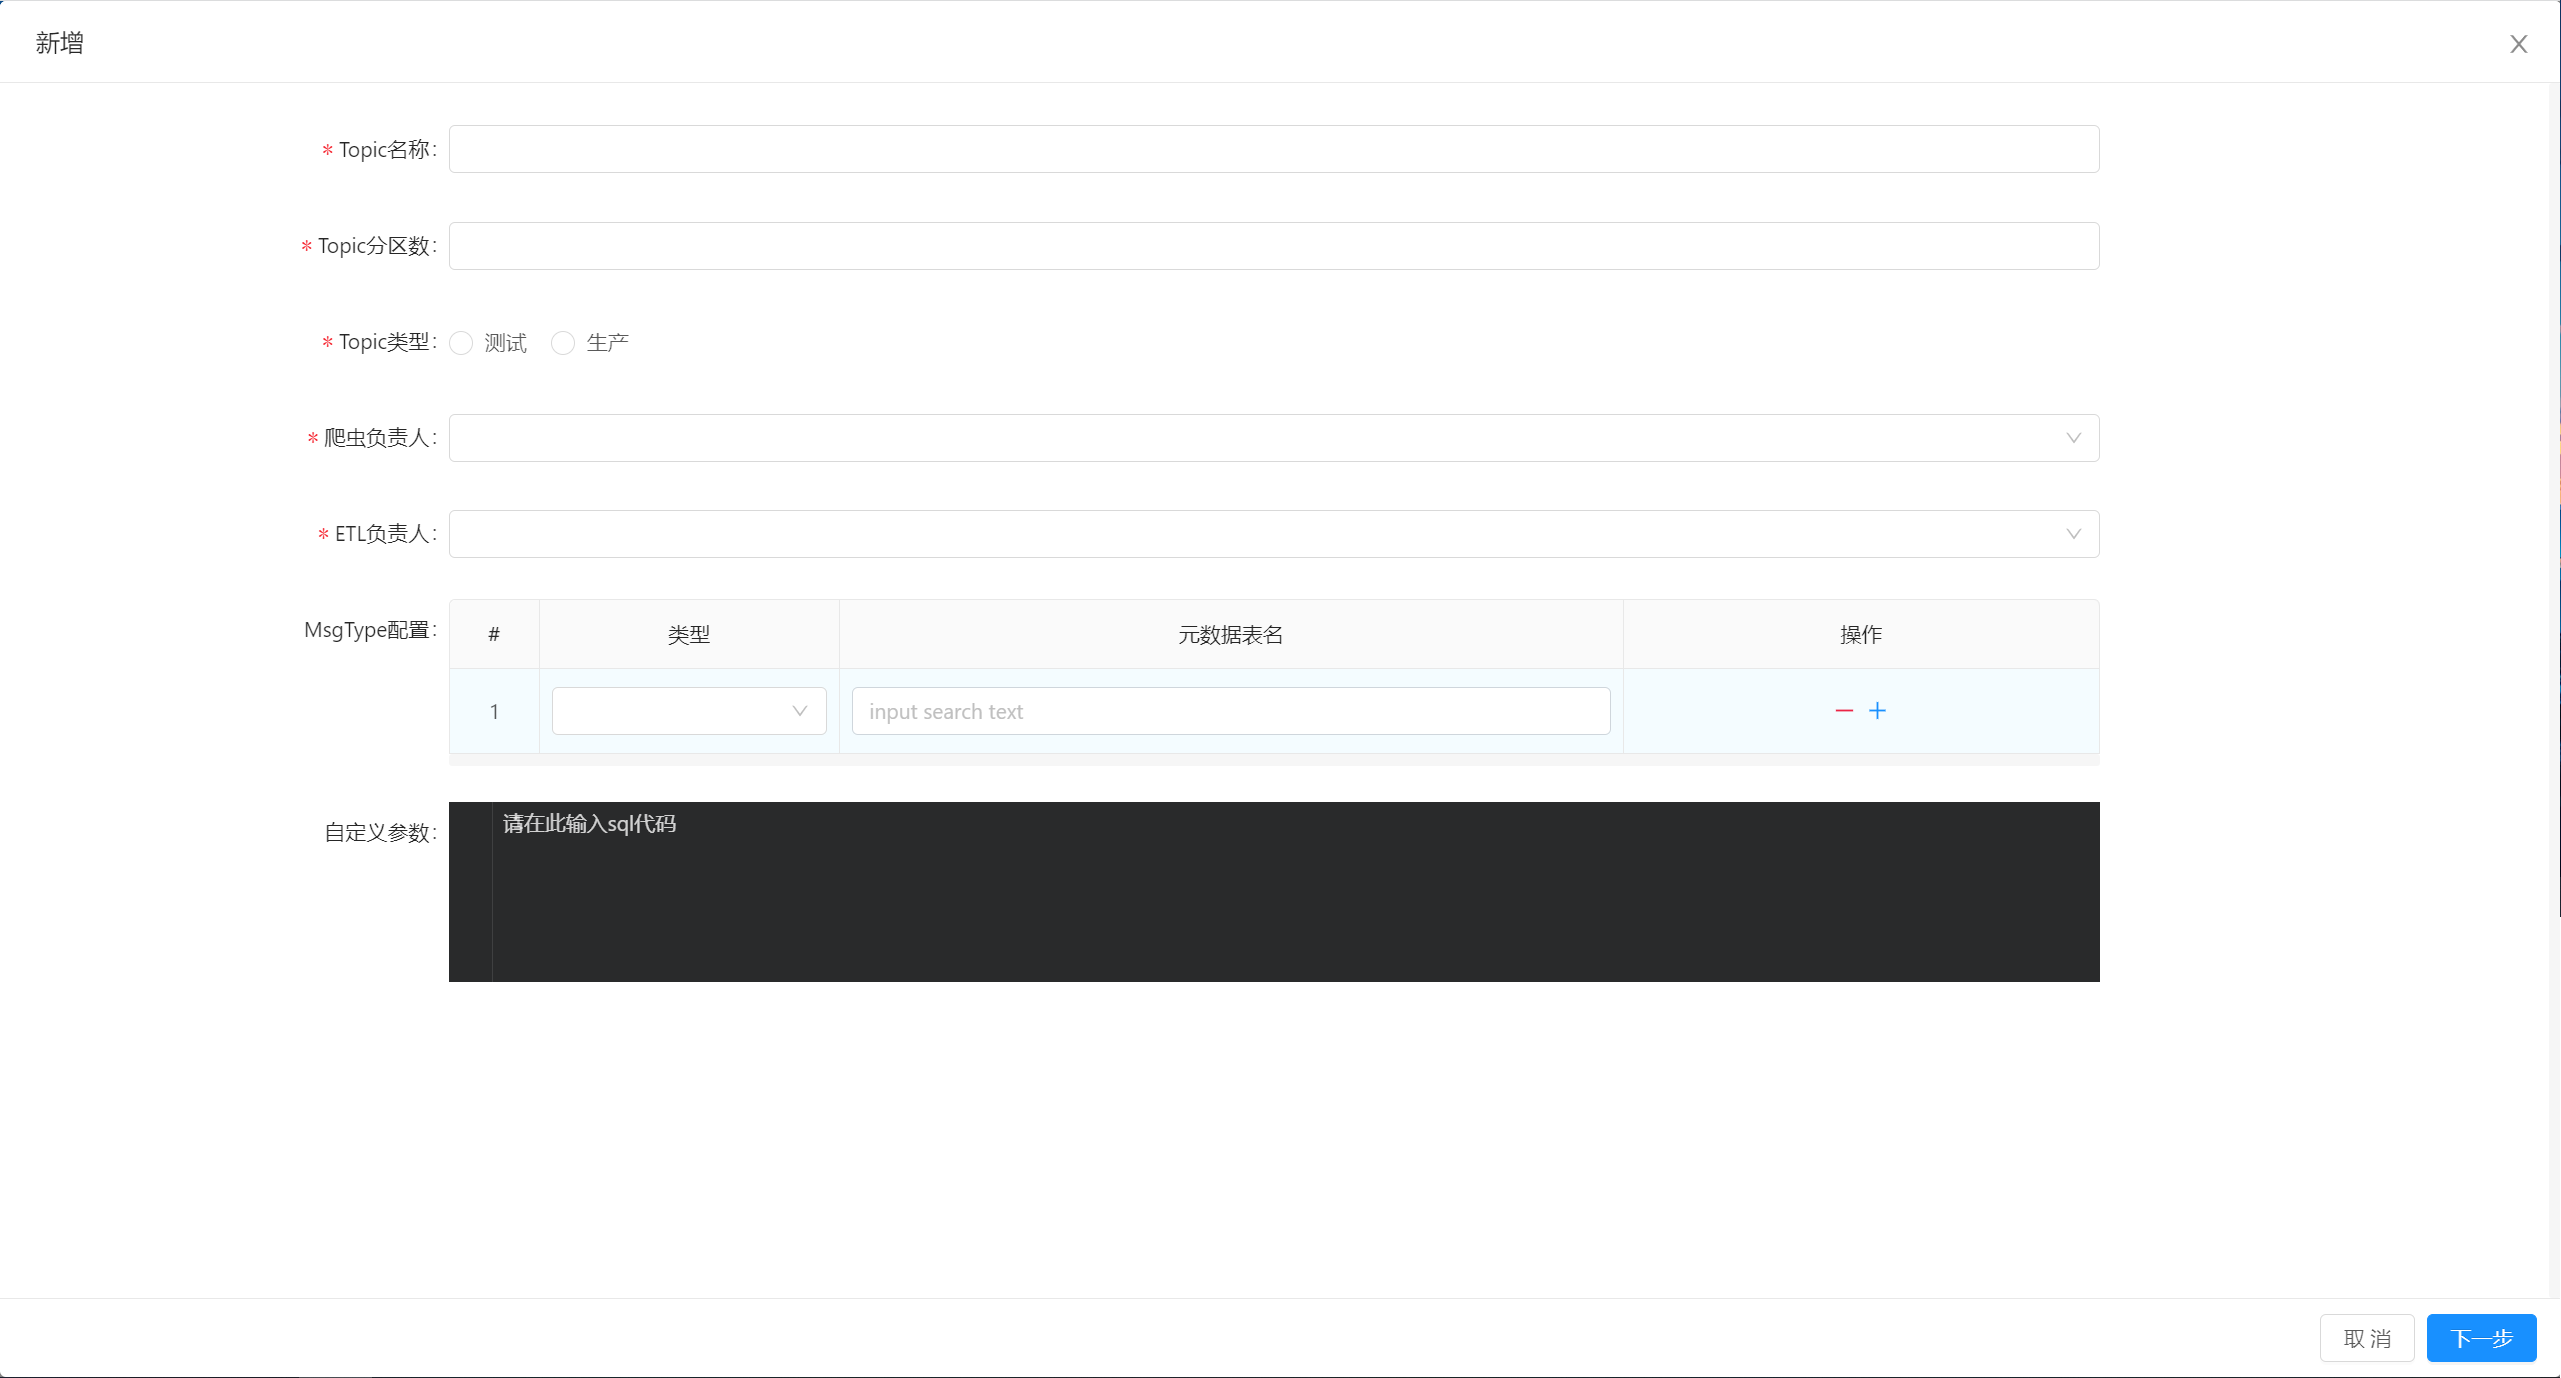 新增
* Topic名称:
* Topic分区数:
* Topic类型: 测试 生产
* 爬虫负责人:
* ETL负责人:
MsgType配置: # 类型 元数据表名 操作
1 input search text
自定义参数: 请在此输入sql代码
取 消 下一步